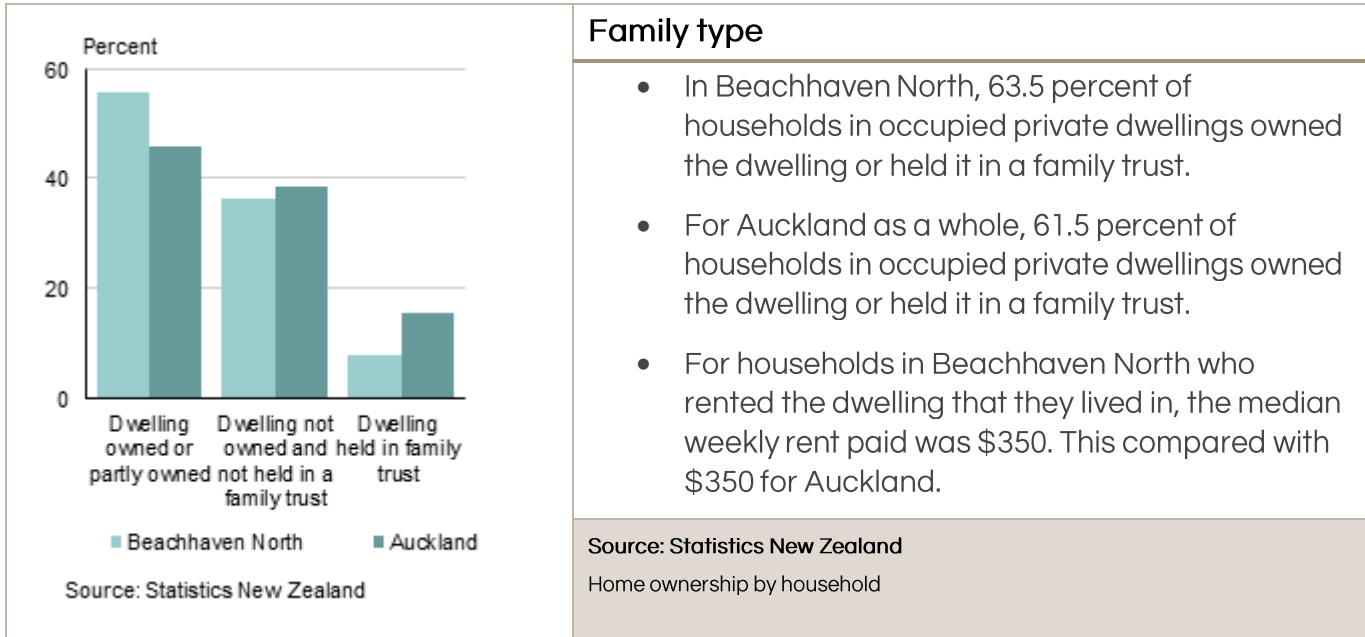 Percent
60
40
20
0
Dwelling
owned or
partly owned
Dwelling not
owned and
not held in a
family trust
Dwelling
held in family
trust
Beachhaven North
Auckland
Source: Statistics New Zealand
Family type
• In Beachhaven North, 63.5 percent of
households in occupied private dwellings owned
the dwelling or held it in a family trust.
• For Auckland as a whole, 61.5 percent of
households in occupied private dwellings owned
the dwelling or held it in a family trust.
• For households in Beachhaven North who
rented the dwelling that they lived in, the median
weekly rent paid was $350. This compared with
$350 for Auckland.
Source: Statistics New Zealand
Home ownership by household